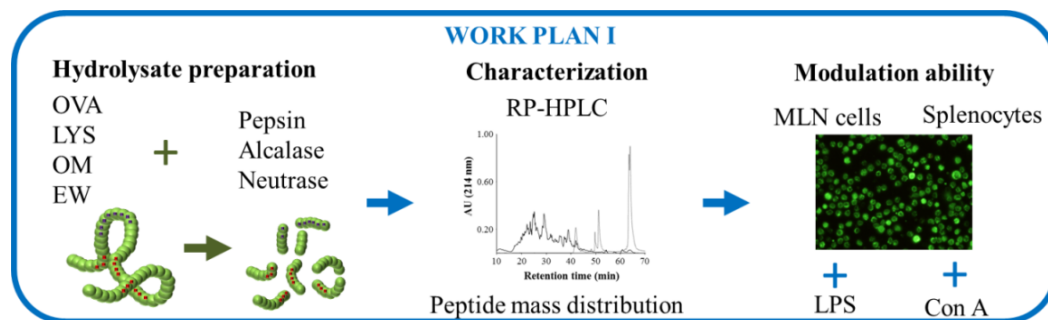 WORK PLAN I
Hydrolysate preparation
OVA
LYS
OM
EW
+
Pepsin
Alcalase
Neutrase
Characterization
RP-HPLC
AU (214 nm)
1.00
0.60
0.20
10 20 30 40 50 60 70
Retention time (min)
Peptide mass distribution
Modulation ability
MLN cells Splenocytes
+ +
LPS Con A